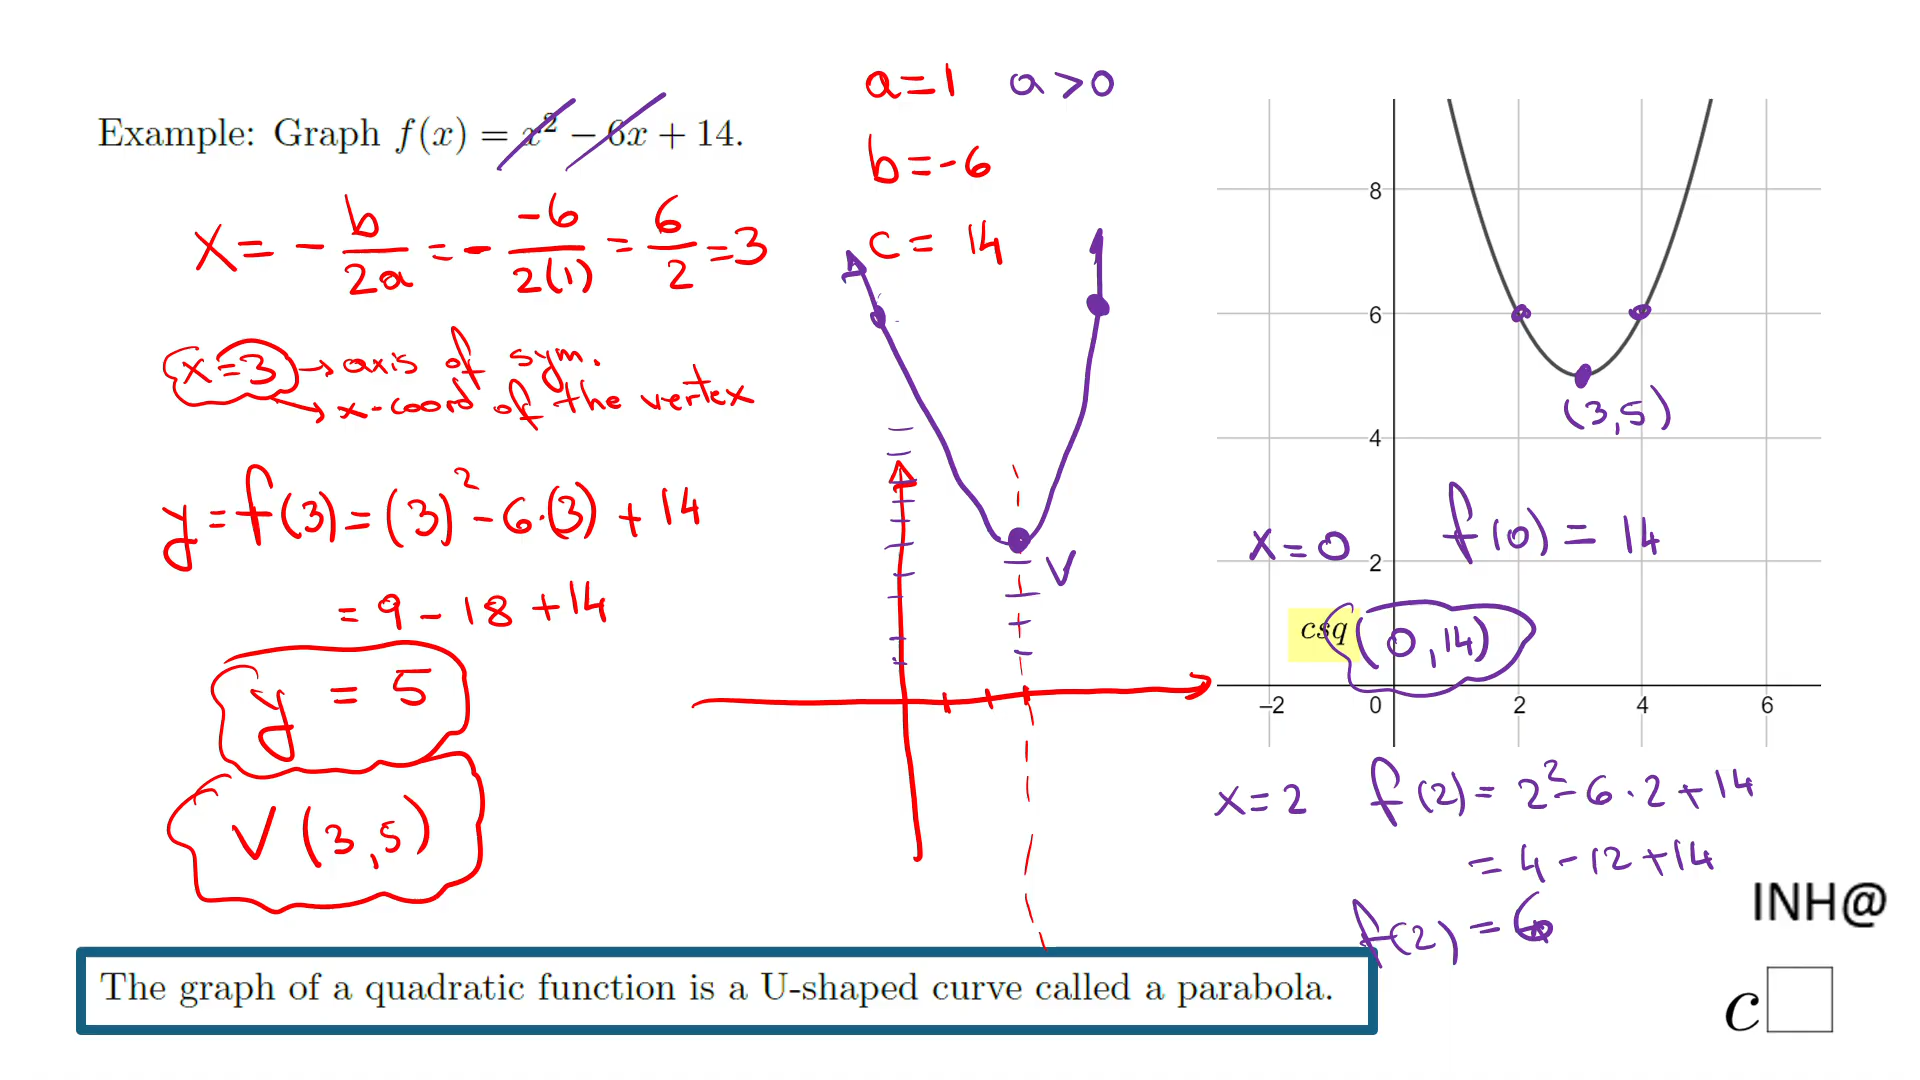 Example: Graph f(x) = x² − 6x + 14.
x = - b/2a = - -6/2(1) = 6/2 = 3
x=3 → axis of sym.
→ x-coord of the vertex
y = f(3) = (3)² - 6·(3) + 14
= 9 - 18 + 14
y = 5
V(3,5)
a=1 a>0
b=-6
c= 14
V
8
6
4
2
-2 0 2 4 6
(3,5)
x=0 f(0) = 14
csq (0,14)
x=2 f(2)= 2²-6·2+14
= 4-12+14
f(2) = 6
INH@
c
The graph of a quadratic function is a U-shaped curve called a parabola.